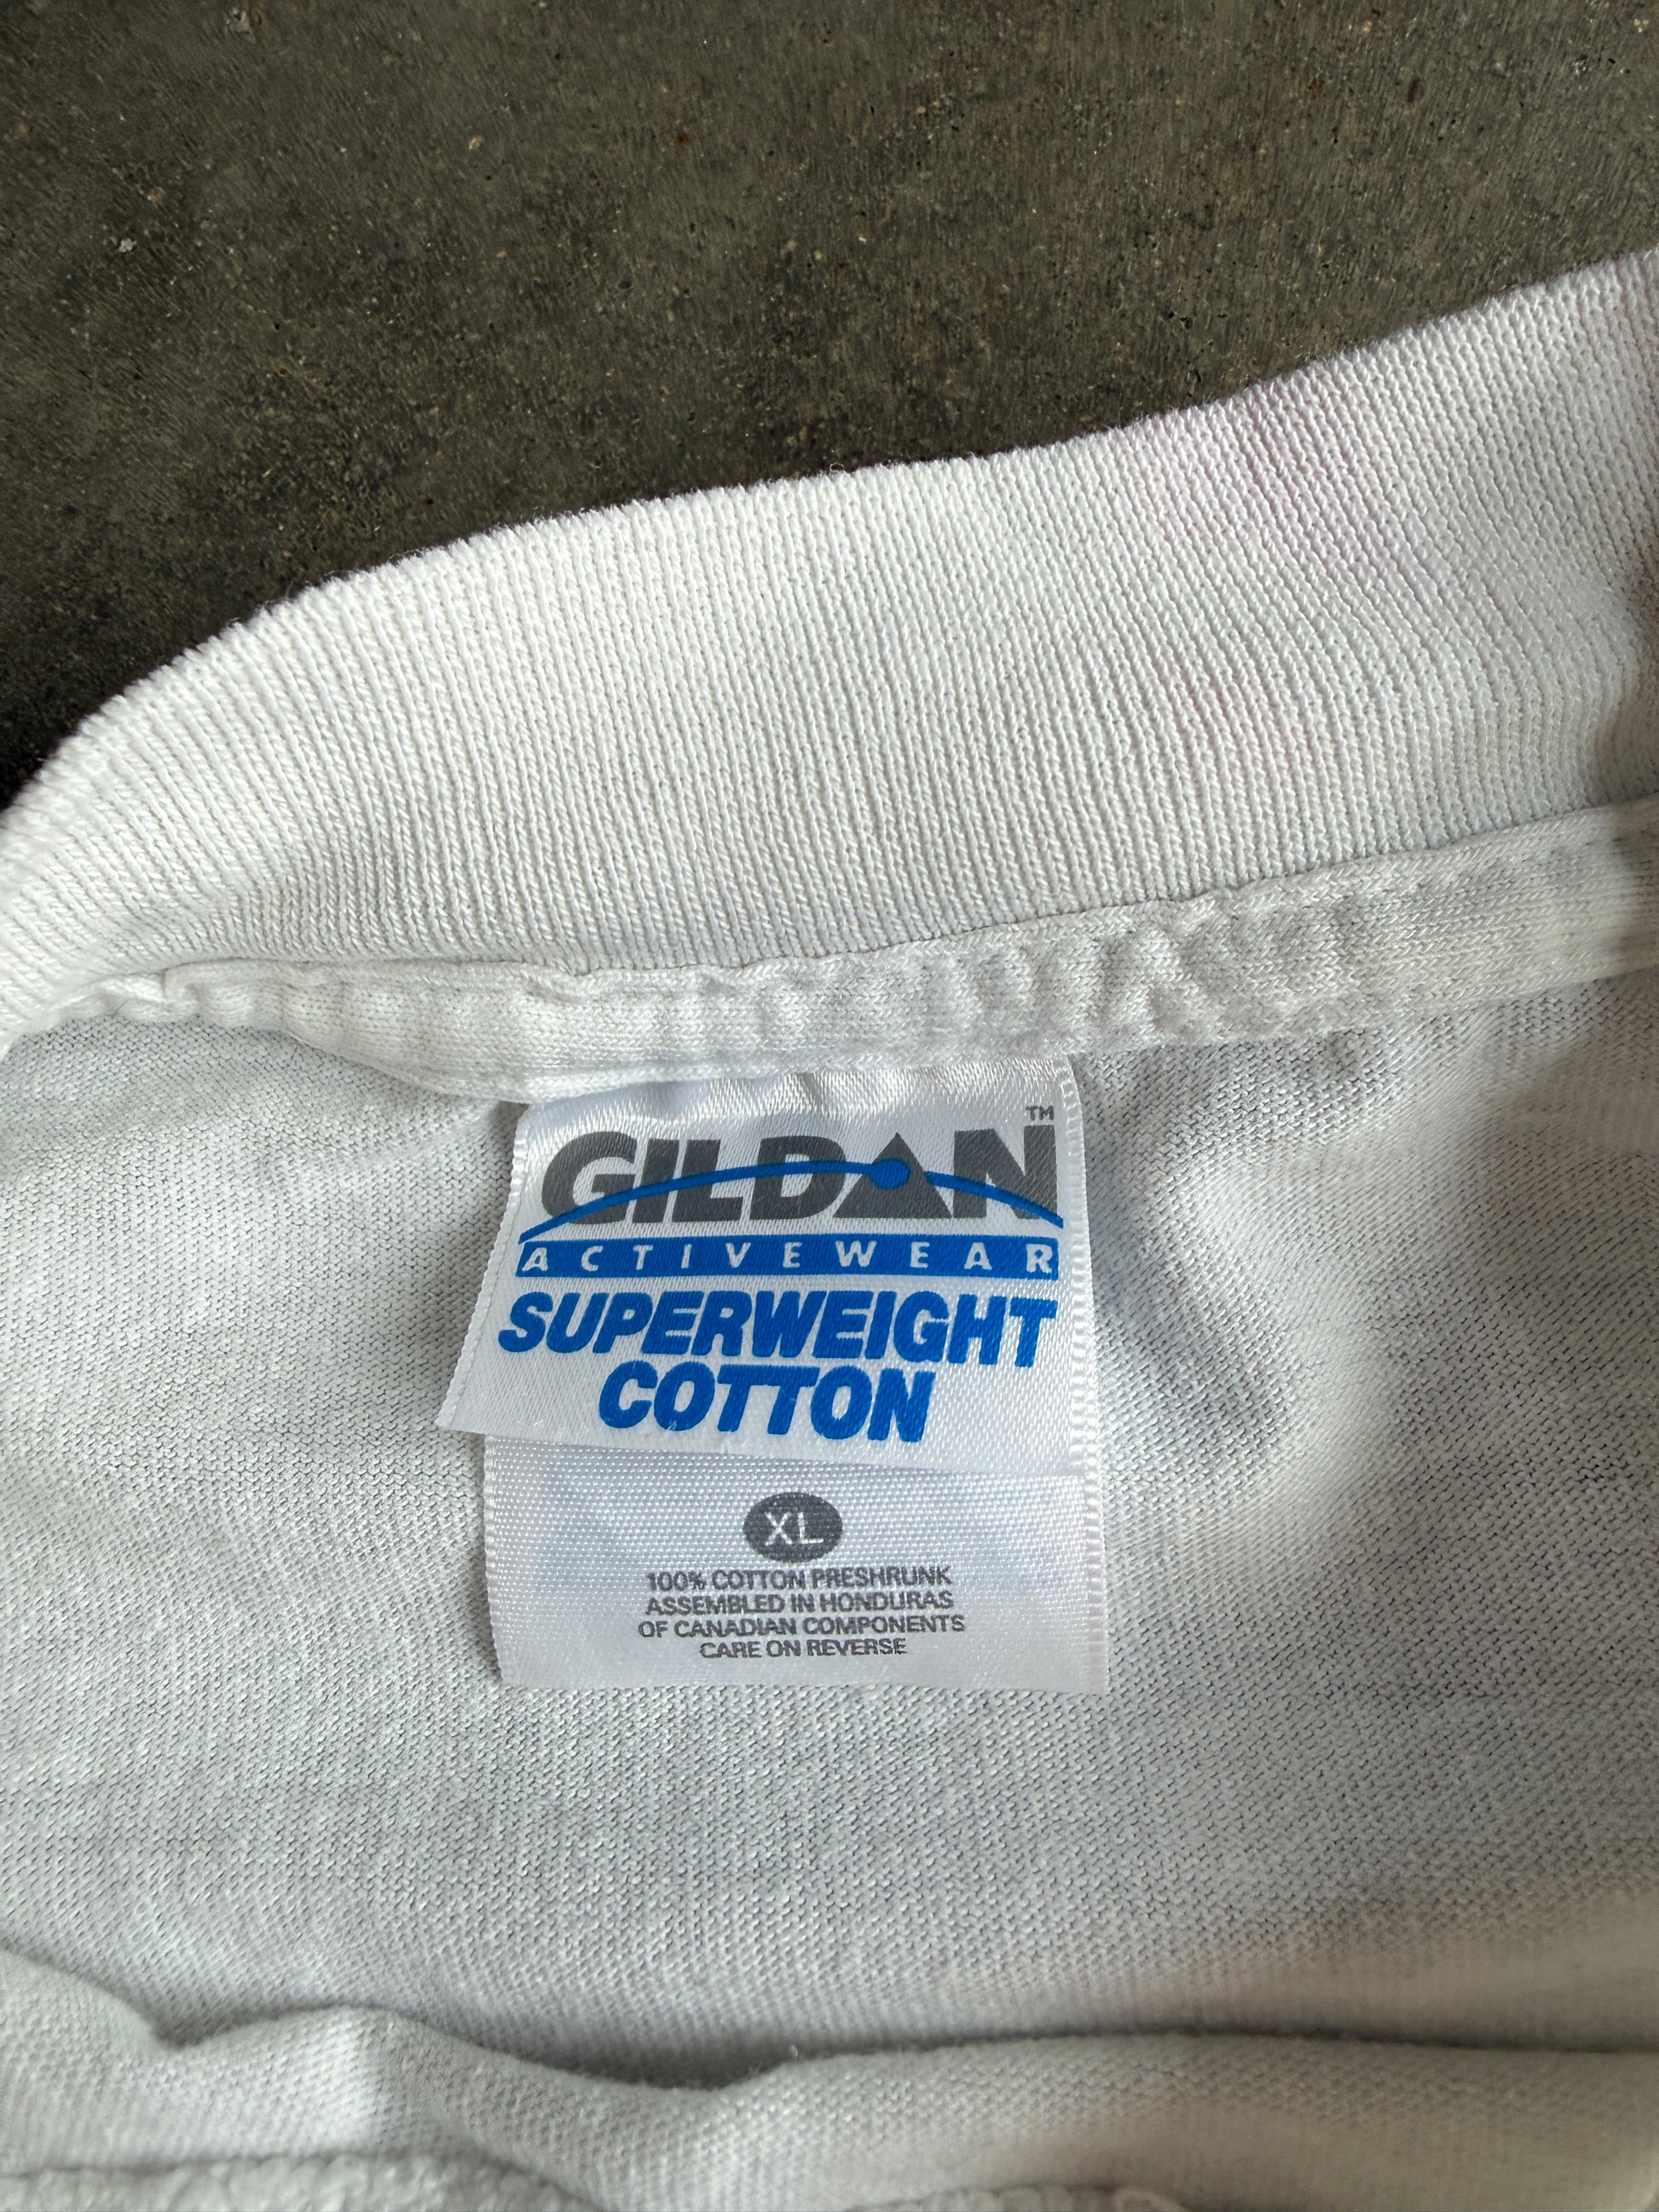 GILDAN™
ACTIVEWEAR
SUPERWEIGHT
COTTON
XL
100% COTTON PRESHRUNK
ASSEMBLED IN HONDURAS
OF CANADIAN COMPONENTS
CARE ON REVERSE